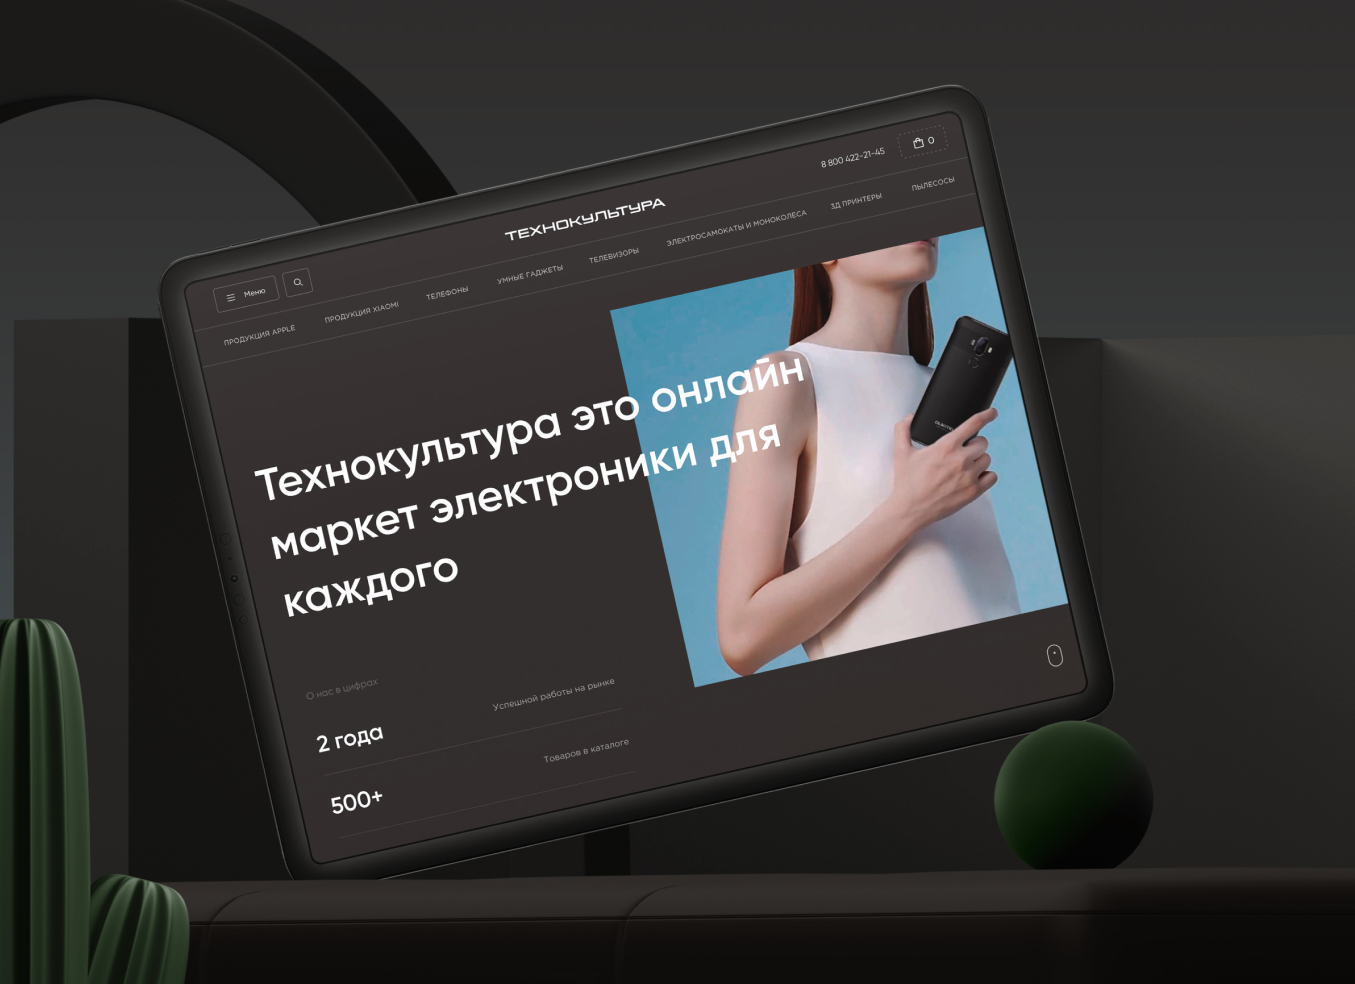 8 800 422-21-45
0
ТЕХНОКУЛЬТУРА
Меню
ПРОДУКЦИЯ APPLE
ПРОДУКЦИЯ XIAOMI
ТЕЛЕФОНЫ
УМНЫЕ ГАДЖЕТЫ
ТЕЛЕВИЗОРЫ
ЭЛЕКТРОСАМОКАТЫ И МОНОКОЛЕСА
3Д ПРИНТЕРЫ
ПЫЛЕСОСЫ
Технокультура это онлайн
маркет электроники для
каждого
О нас в цифрах
2 года
Успешной работы на рынке
500+
Товаров в каталоге